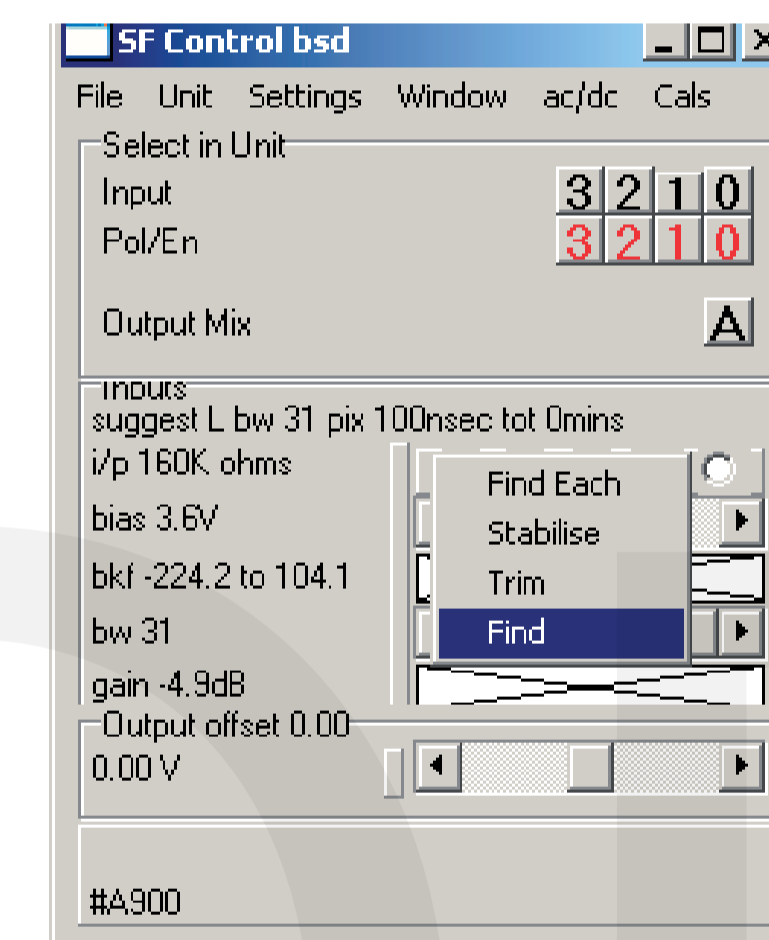 SF Control bsd
File Unit Settings Window ac/dc Cals
Select in Unit
Input 3 2 1 0
Pol/En 3 2 1 0
Output Mix A
Inputs
suggest L bw 31 pix 100nsec tot 0mins
i/p 160K ohms
bias 3.6V
bkf -224.2 to 104.1
bw 31
gain -4.9dB
Find Each
Stabilise
Trim
Find
Output offset 0.00
0.00 V
#A900